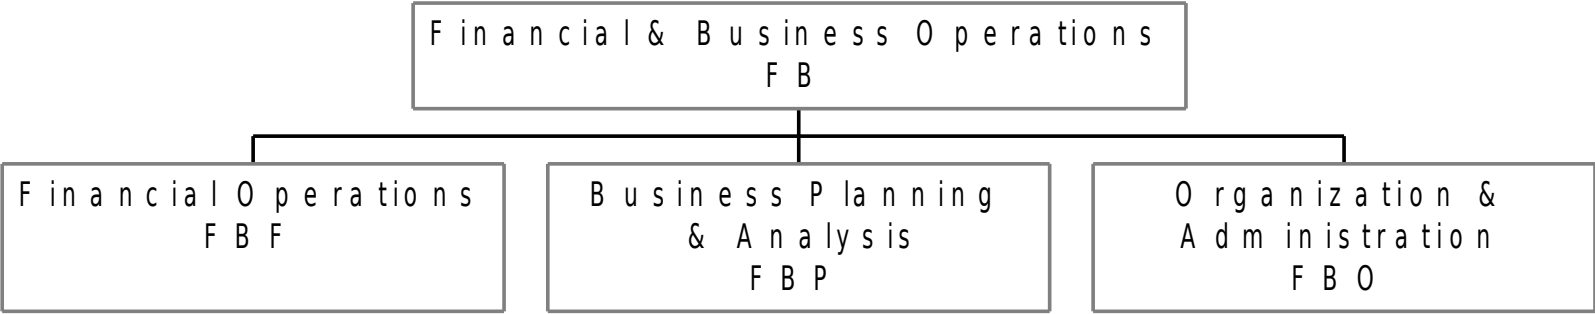 Financial & Business Operations
FB
Financial Operations
FBF
Business Planning
& Analysis
FBP
Organization &
Administration
FBO